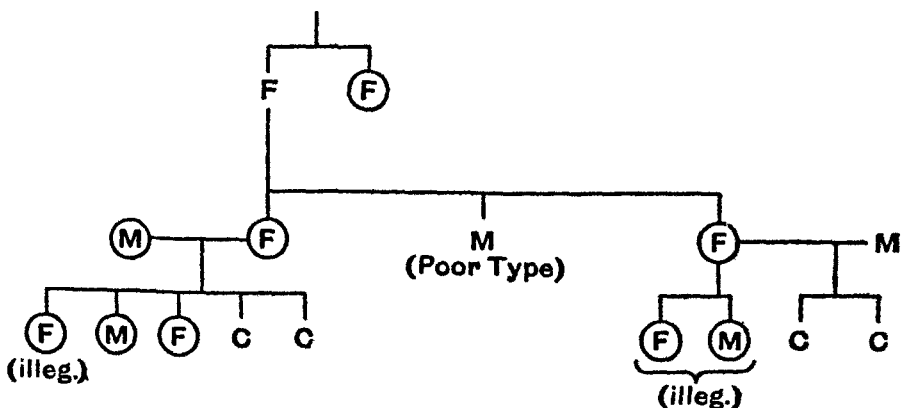 F F
M F M F M
(Poor Type)
F M F C C F M C C
(illeg.) (illeg.)